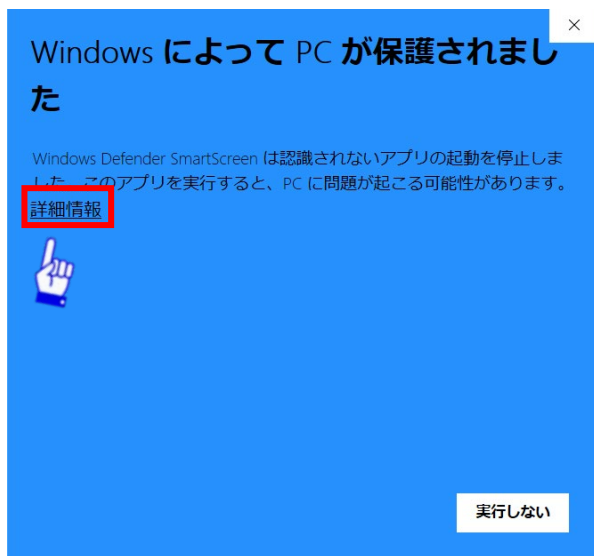 Windows によって PC が保護されまし
た
Windows Defender SmartScreen は認識されないアプリの起動を停止しま
した。このアプリを実行すると、PC に問題が起こる可能性があります。
詳細情報
実行しない